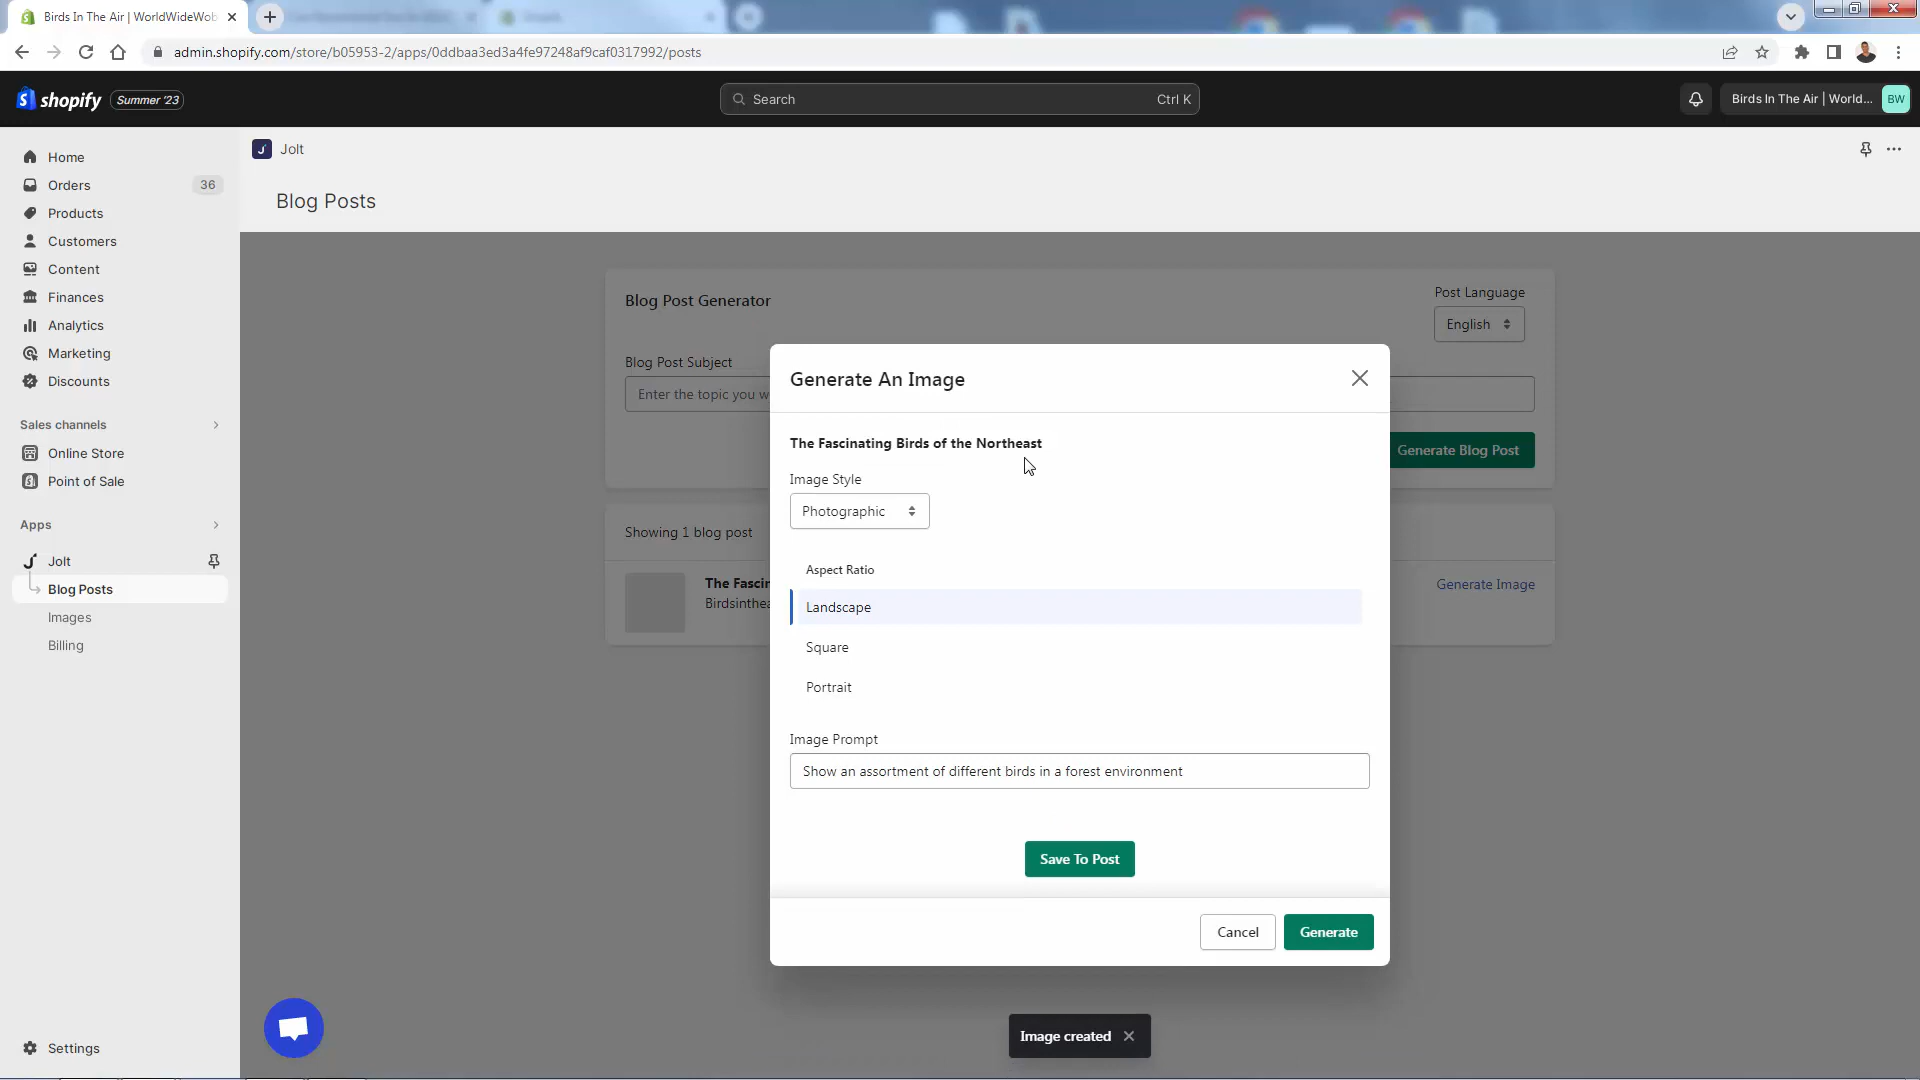 Birds In The Air | WorldWideWob
admin.shopify.com/store/b05953-2/apps/0ddbaa3ed3a4fe97248af9caf0317992/posts
shopify
Summer '23
Search
Ctrl K
Birds In The Air | World...
BW
Home
Orders
36
Products
Customers
Content
Finances
Analytics
Marketing
Discounts
Sales channels
Online Store
Point of Sale
Apps
Jolt
Blog Posts
Images
Billing
Settings
Jolt
Blog Posts
Blog Post Generator
Post Language
English
Blog Post Subject
Enter the topic you w
Generate Blog Post
Showing 1 blog post
The Fascin
Birdsinthea
Generate Image
Generate An Image
The Fascinating Birds of the Northeast
Image Style
Photographic
Aspect Ratio
Landscape
Square
Portrait
Image Prompt
Show an assortment of different birds in a forest environment
Save To Post
Cancel
Generate
Image created